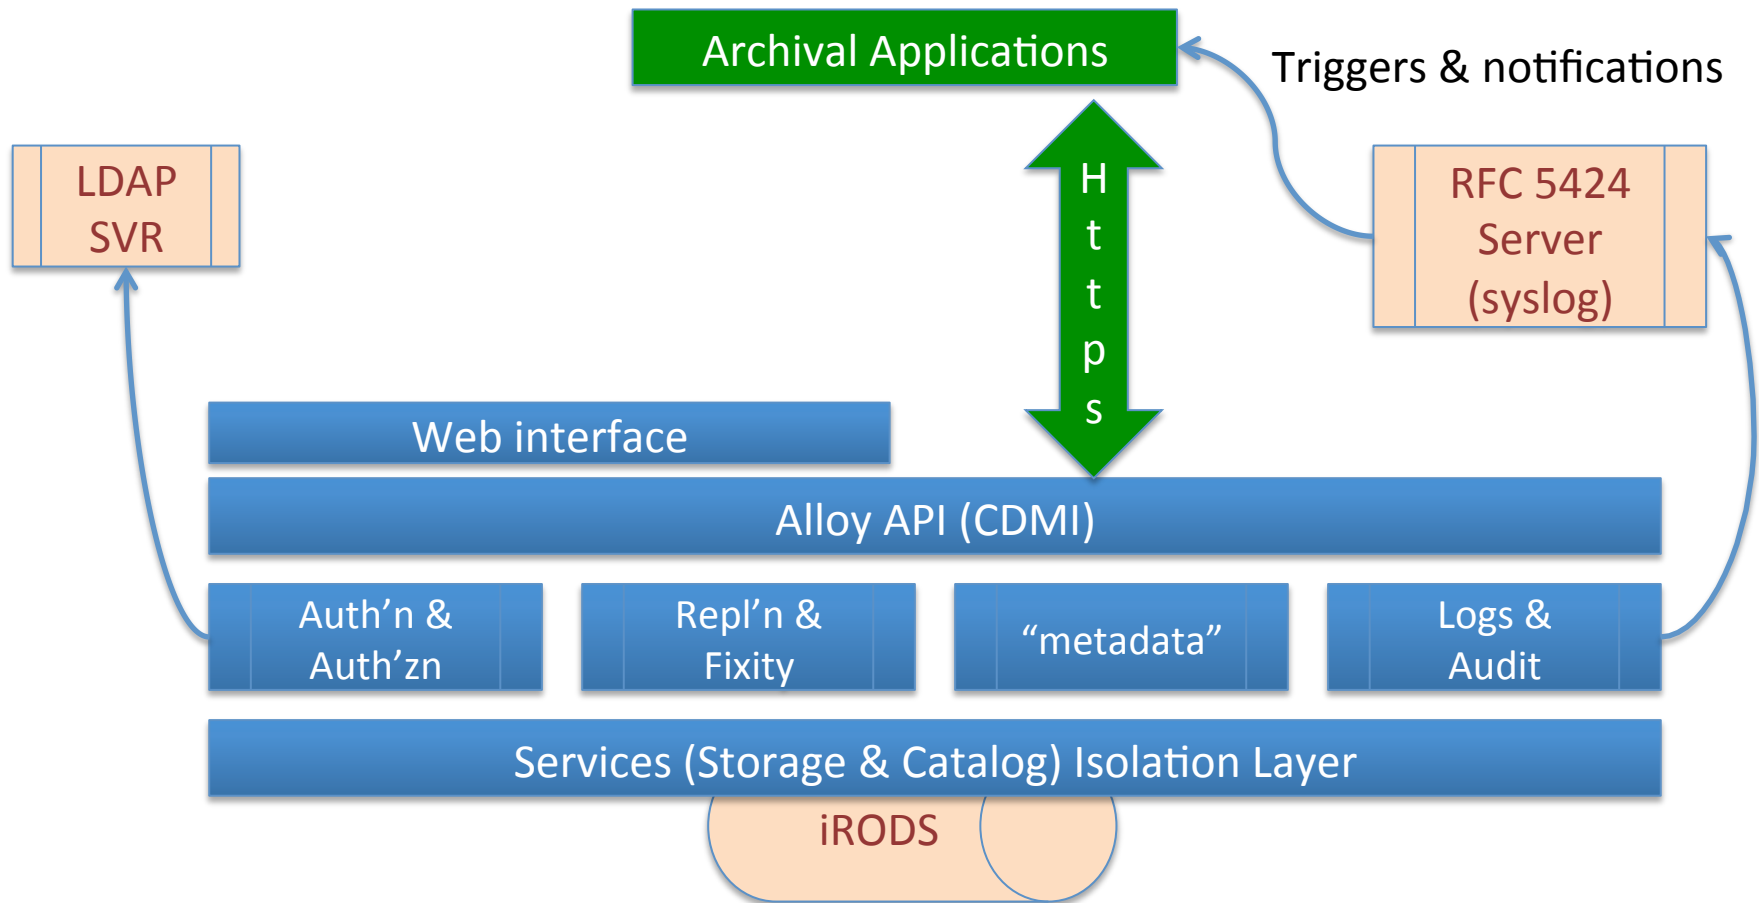 Archival Applications
Triggers & notifications
LDAP
SVR
Https
RFC 5424
Server
(syslog)
Web interface
Alloy API (CDMI)
Auth’n &
Auth’zn
Repl’n &
Fixity
“metadata”
Logs &
Audit
Services (Storage & Catalog) Isolation Layer
iRODS